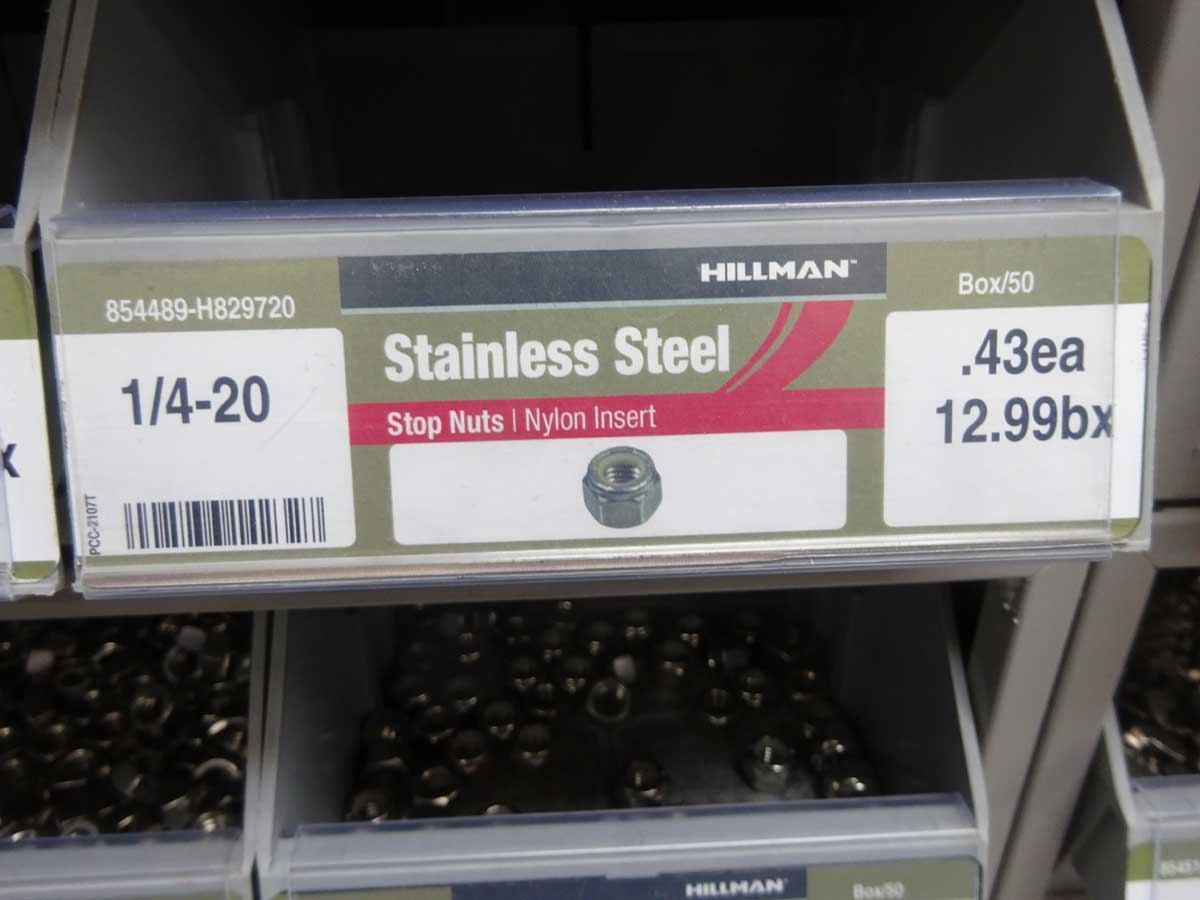 HILLMAN™
854489-H829720
Box/50
Stainless Steel
1/4-20
.43ea
12.99bx
Stop Nuts | Nylon Insert
PCC-2107T
x
HILLMAN
Box/50